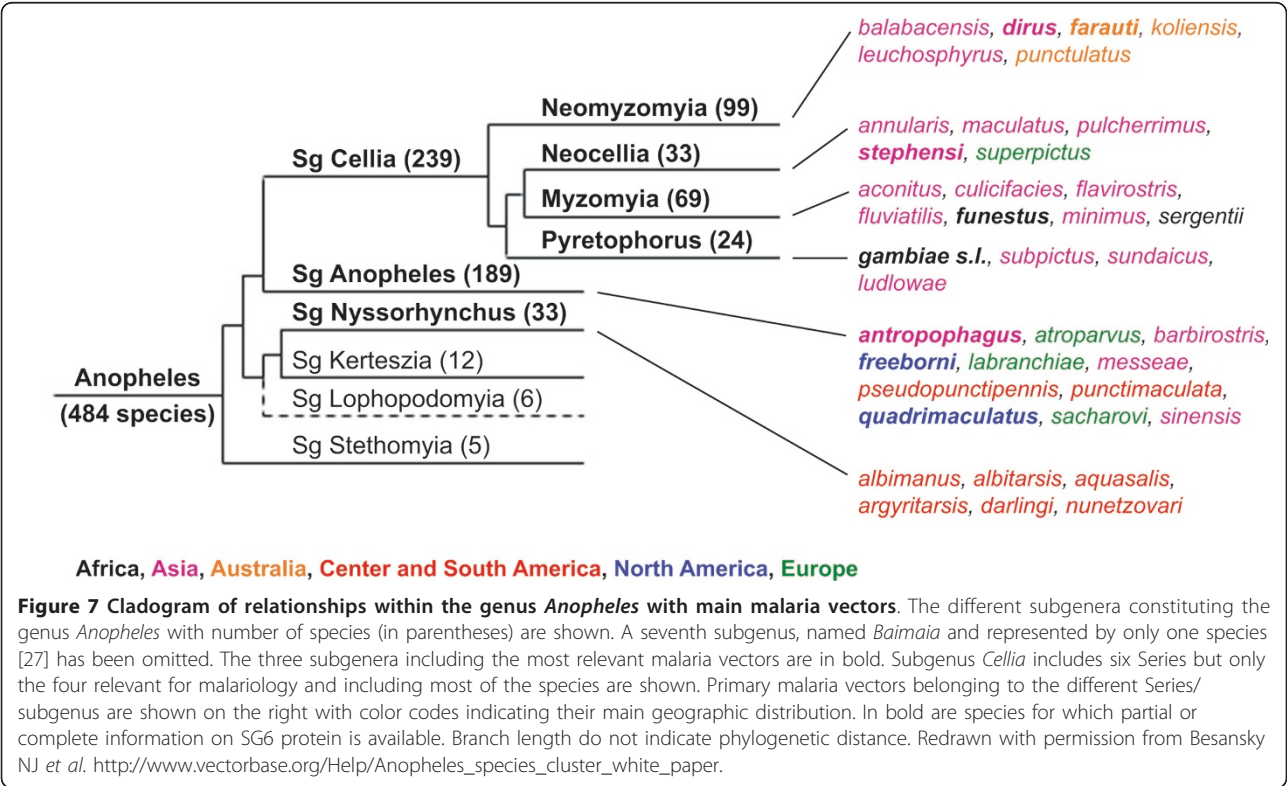 balabacensis, dirus, farauti, koliensis,
leuchosphyrus, punctulatus
Neomyzomyia (99)
annularis, maculatus, pulcherrimus,
stephensi, superpictus
Sg Cellia (239)
Neocellia (33)
aconitus, culicifacies, flavirostris,
fluviatilis, funestus, minimus, sergentii
Myzomyia (69)
Pyretophorus (24)
gambiae s.l., subpictus, sundaicus,
ludlowae
Sg Anopheles (189)
Sg Nyssorhynchus (33)
antropophagus, atroparvus, barbirostris,
freeborni, labranchiae, messeae,
pseudopunctipennis, punctimaculata,
quadrimaculatus, sacharovi, sinensis
Sg Kerteszia (12)
Anopheles
(484 species)
Sg Lophopodomyia (6)
Sg Stethomyia (5)
albimanus, albitarsis, aquasalis,
argyritarsis, darlingi, nunetzovari
Africa, Asia, Australia, Center and South America, North America, Europe
Figure 7 Cladogram of relationships within the genus Anopheles with main malaria vectors. The different subgenera constituting the
genus Anopheles with number of species (in parentheses) are shown. A seventh subgenus, named Baimaia and represented by only one species
[27] has been omitted. The three subgenera including the most relevant malaria vectors are in bold. Subgenus Cellia includes six Series but only
the four relevant for malariology and including most of the species are shown. Primary malaria vectors belonging to the different Series/
subgenus are shown on the right with color codes indicating their main geographic distribution. In bold are species for which partial or
complete information on SG6 protein is available. Branch length do not indicate phylogenetic distance. Redrawn with permission from Besansky
NJ et al. http://www.vectorbase.org/Help/Anopheles_species_cluster_white_paper.